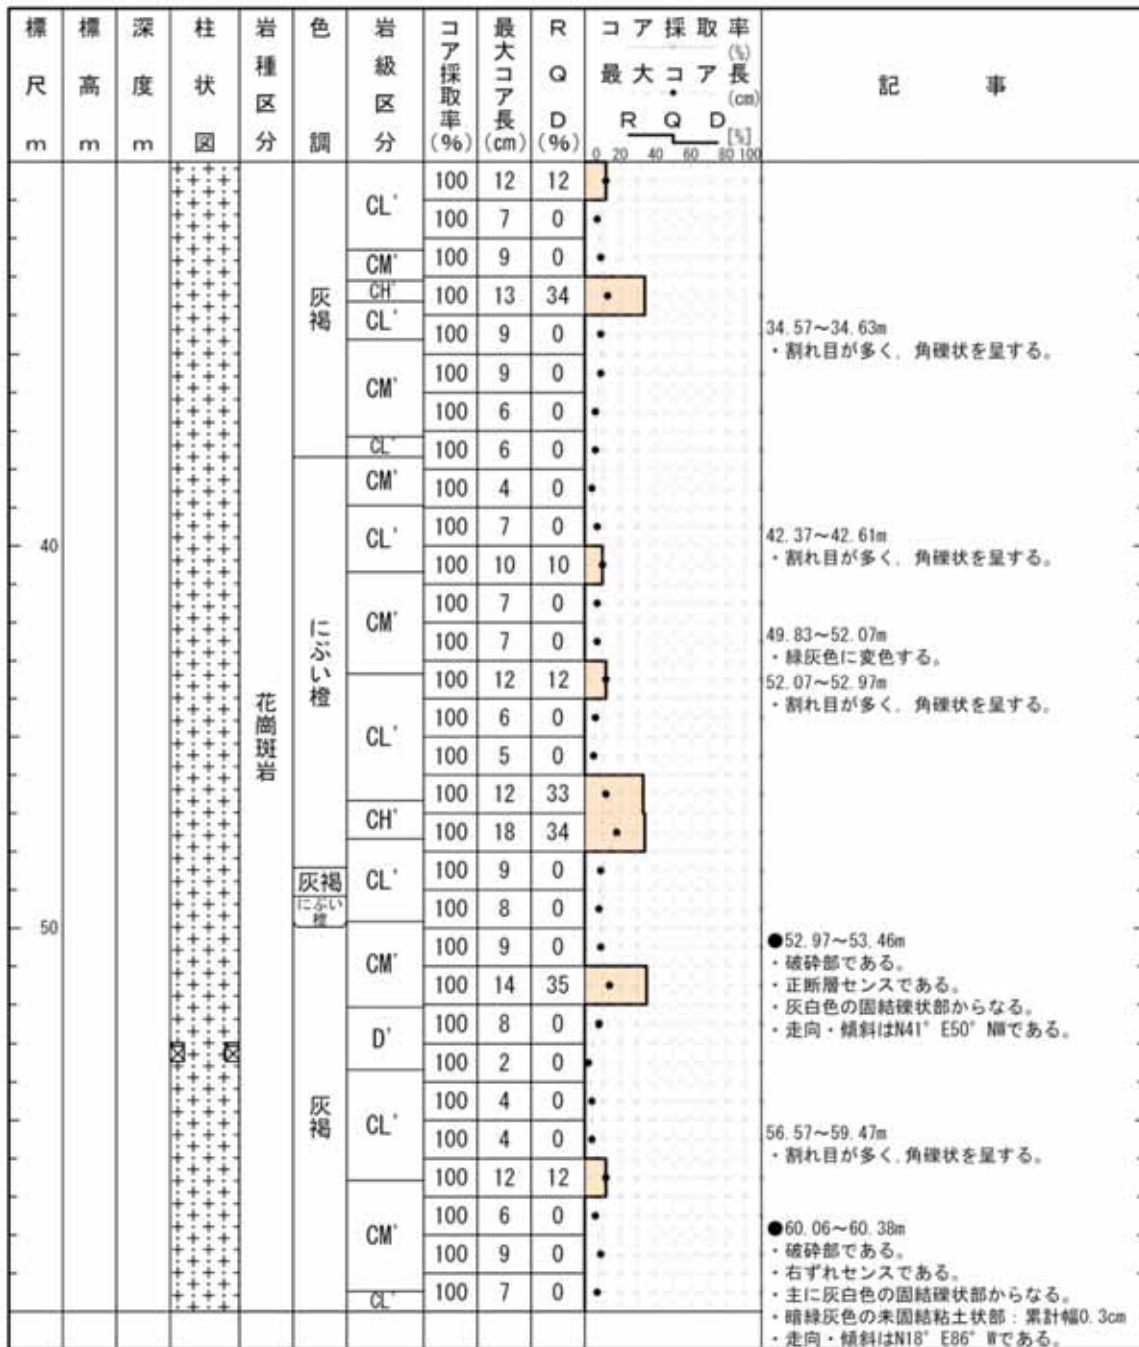 標尺m
標高m
深度m
柱状図
岩種区分
色調
岩級区分
コア採取率(%)
最大コア長(cm)
RQD(%)
コア採取率
(%)
最大コア長
(cm)
RQD
[%]
0 20 40 60 80 100
記事
100 12 12
CL'
100 7 0
100 9 0
CM'
CH'
100 13 34
灰褐
CL'
34.57～34.63m
100 9 0
・割れ目が多く，角礫状を呈する。
100 9 0
CM'
100 6 0
CL'
100 6 0
CM'
100 4 0
100 7 0
42.37～42.61m
CL'
40
・割れ目が多く，角礫状を呈する。
100 10 10
100 7 0
CM'
にぶい橙
49.83～52.07m
100 7 0
・緑灰色に変色する。
100 12 12
52.07～52.97m
・割れ目が多く，角礫状を呈する。
花崗斑岩
100 6 0
CL'
100 5 0
100 12 33
CH'
100 18 34
100 9 0
CL'
灰褐
にぶい橙
100 8 0
50
100 9 0
●52.97～53.46m
CM'
・破砕部である。
100 14 35
・正断層センスである。
・灰白色の固結礫状部からなる。
100 8 0
・走向・傾斜はN41°E50°NWである。
D'
100 2 0
灰褐
100 4 0
CL'
100 4 0
56.57～59.47m
・割れ目が多く，角礫状を呈する。
100 12 12
100 6 0
CM'
●60.06～60.38m
100 9 0
・破砕部である。
・右ずれセンスである。
100 7 0
CL'
・主に灰白色の固結礫状部からなる。
・暗緑灰色の未固結粘土状部：累計幅0.3cm
・走向・傾斜はN18°E86°Wである。